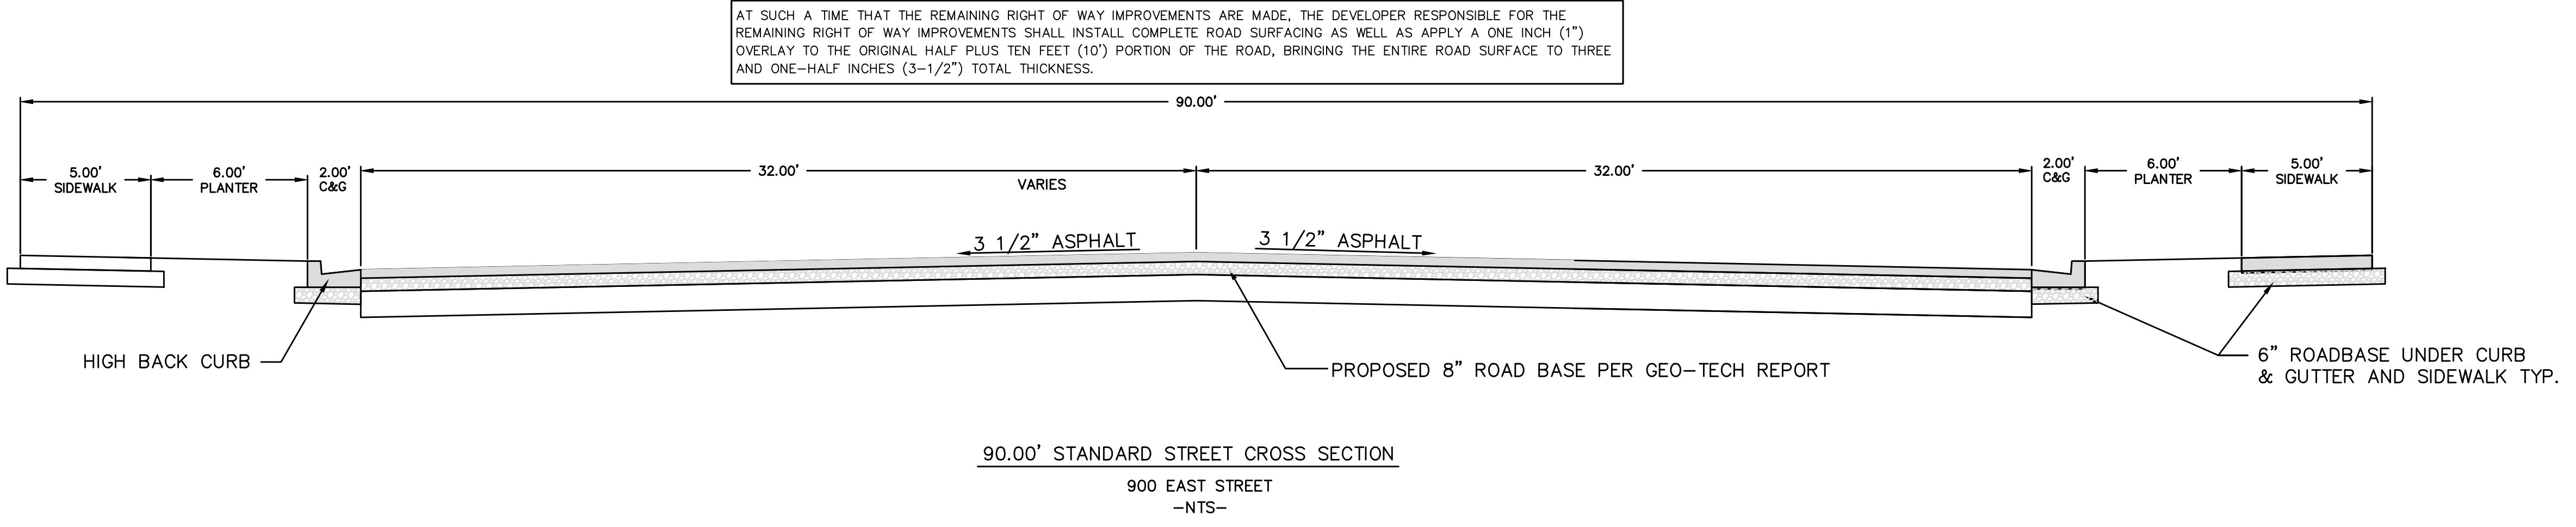 AT SUCH A TIME THAT THE REMAINING RIGHT OF WAY IMPROVEMENTS ARE MADE, THE DEVELOPER RESPONSIBLE FOR THE
REMAINING RIGHT OF WAY IMPROVEMENTS SHALL INSTALL COMPLETE ROAD SURFACING AS WELL AS APPLY A ONE INCH (1")
OVERLAY TO THE ORIGINAL HALF PLUS TEN FEET (10') PORTION OF THE ROAD, BRINGING THE ENTIRE ROAD SURFACE TO THREE
AND ONE-HALF INCHES (3-1/2") TOTAL THICKNESS.
90.00'
5.00'
SIDEWALK
6.00'
PLANTER
2.00'
C&G
32.00'
VARIES
32.00'
2.00'
C&G
6.00'
PLANTER
5.00'
SIDEWALK
3 1/2" ASPHALT
3 1/2" ASPHALT
HIGH BACK CURB
PROPOSED 8" ROAD BASE PER GEO-TECH REPORT
6" ROADBASE UNDER CURB
& GUTTER AND SIDEWALK TYP.
90.00' STANDARD STREET CROSS SECTION
900 EAST STREET
-NTS-